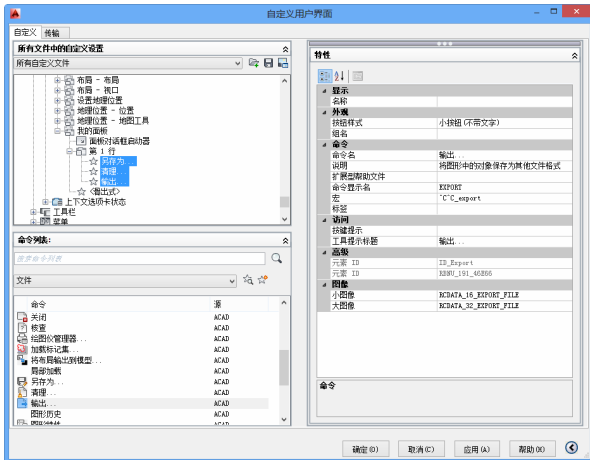 自定义用户界面
自定义 传输
所有文件中的自定义设置
所有自定义文件
布局 - 布局
布局 - 视口
设置地理位置
地理位置 - 位置
地理位置 - 地图工具
我的面板
面板对话框启动器
第 1 行
另存为...
清理...
输出...
<滑出式>
上下文选项卡状态
工具栏
菜单
命令列表:
搜索命令列表
文件
命令 源
关闭 ACAD
核查 ACAD
绘图仪管理器... ACAD
加载标记集... ACAD
将布局输出到模型... ACAD
局部加载 ACAD
另存为... ACAD
清理... ACAD
输出... ACAD
图形历史 ACAD
图形特性 ACAD
特性
显示
名称
外观
按钮样式 小按钮(不带文字)
组名
命令
命令名 输出...
说明 将图形中的对象保存为其他文件格式
扩展型帮助文件
命令显示名 EXPORT
宏 ^C^C_export
标签
访问
按键提示
工具提示标题 输出...
高级
元素 ID ID_Export
元素 ID RBNU_191_46E66
图像
小图像 RCDATA_16_EXPORT_FILE
大图像 RCDATA_32_EXPORT_FILE
命令
确定(O) 取消(C) 应用(A) 帮助(H)